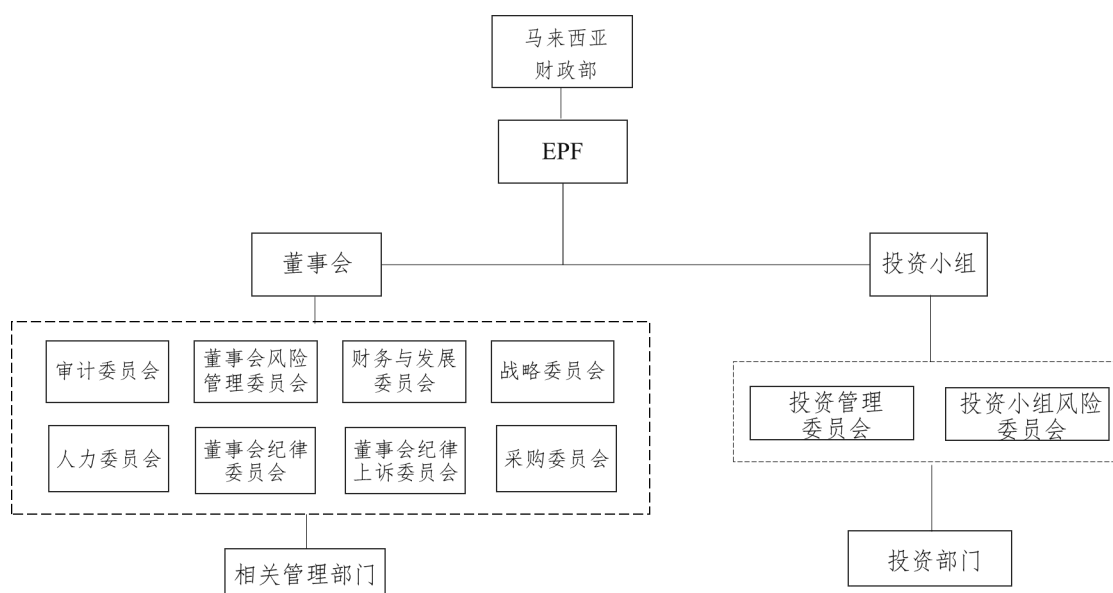 马来西亚
财政部
EPF
董事会
投资小组
审计委员会
董事会风险
管理委员会
财务与发展
委员会
战略委员会
人力委员会
董事会纪律
委员会
董事会纪律
上诉委员会
采购委员会
投资管理
委员会
投资小组风险
委员会
相关管理部门
投资部门